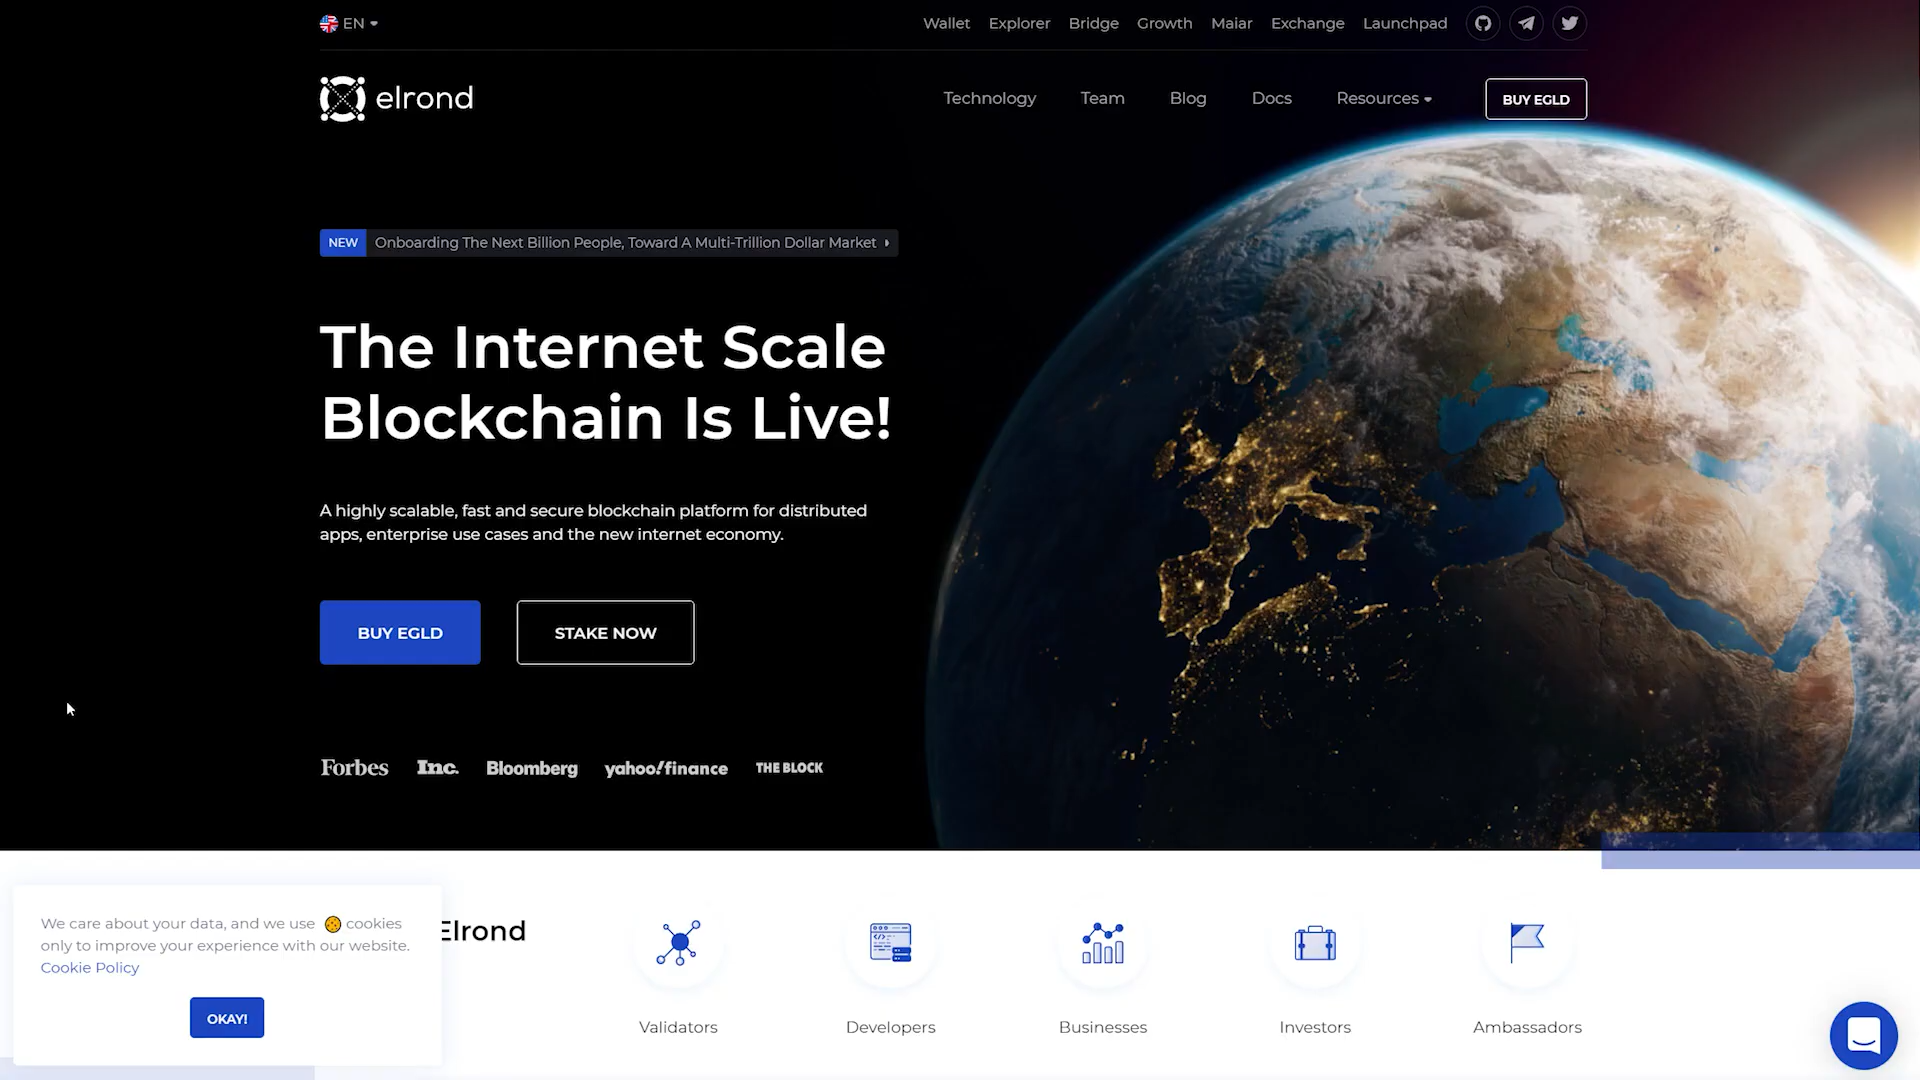 EN
Wallet Explorer Bridge Growth Maiar Exchange Launchpad
elrond
Technology Team Blog Docs Resources BUY EGLD
NEW Onboarding The Next Billion People, Toward A Multi-Trillion Dollar Market
The Internet Scale
Blockchain Is Live!
A highly scalable, fast and secure blockchain platform for distributed
apps, enterprise use cases and the new internet economy.
BUY EGLD STAKE NOW
Forbes Inc. Bloomberg yahoo!finance THE BLOCK
We care about your data, and we use cookies
only to improve your experience with our website.
Cookie Policy
OKAY!
Elrond
Validators Developers Businesses Investors Ambassadors